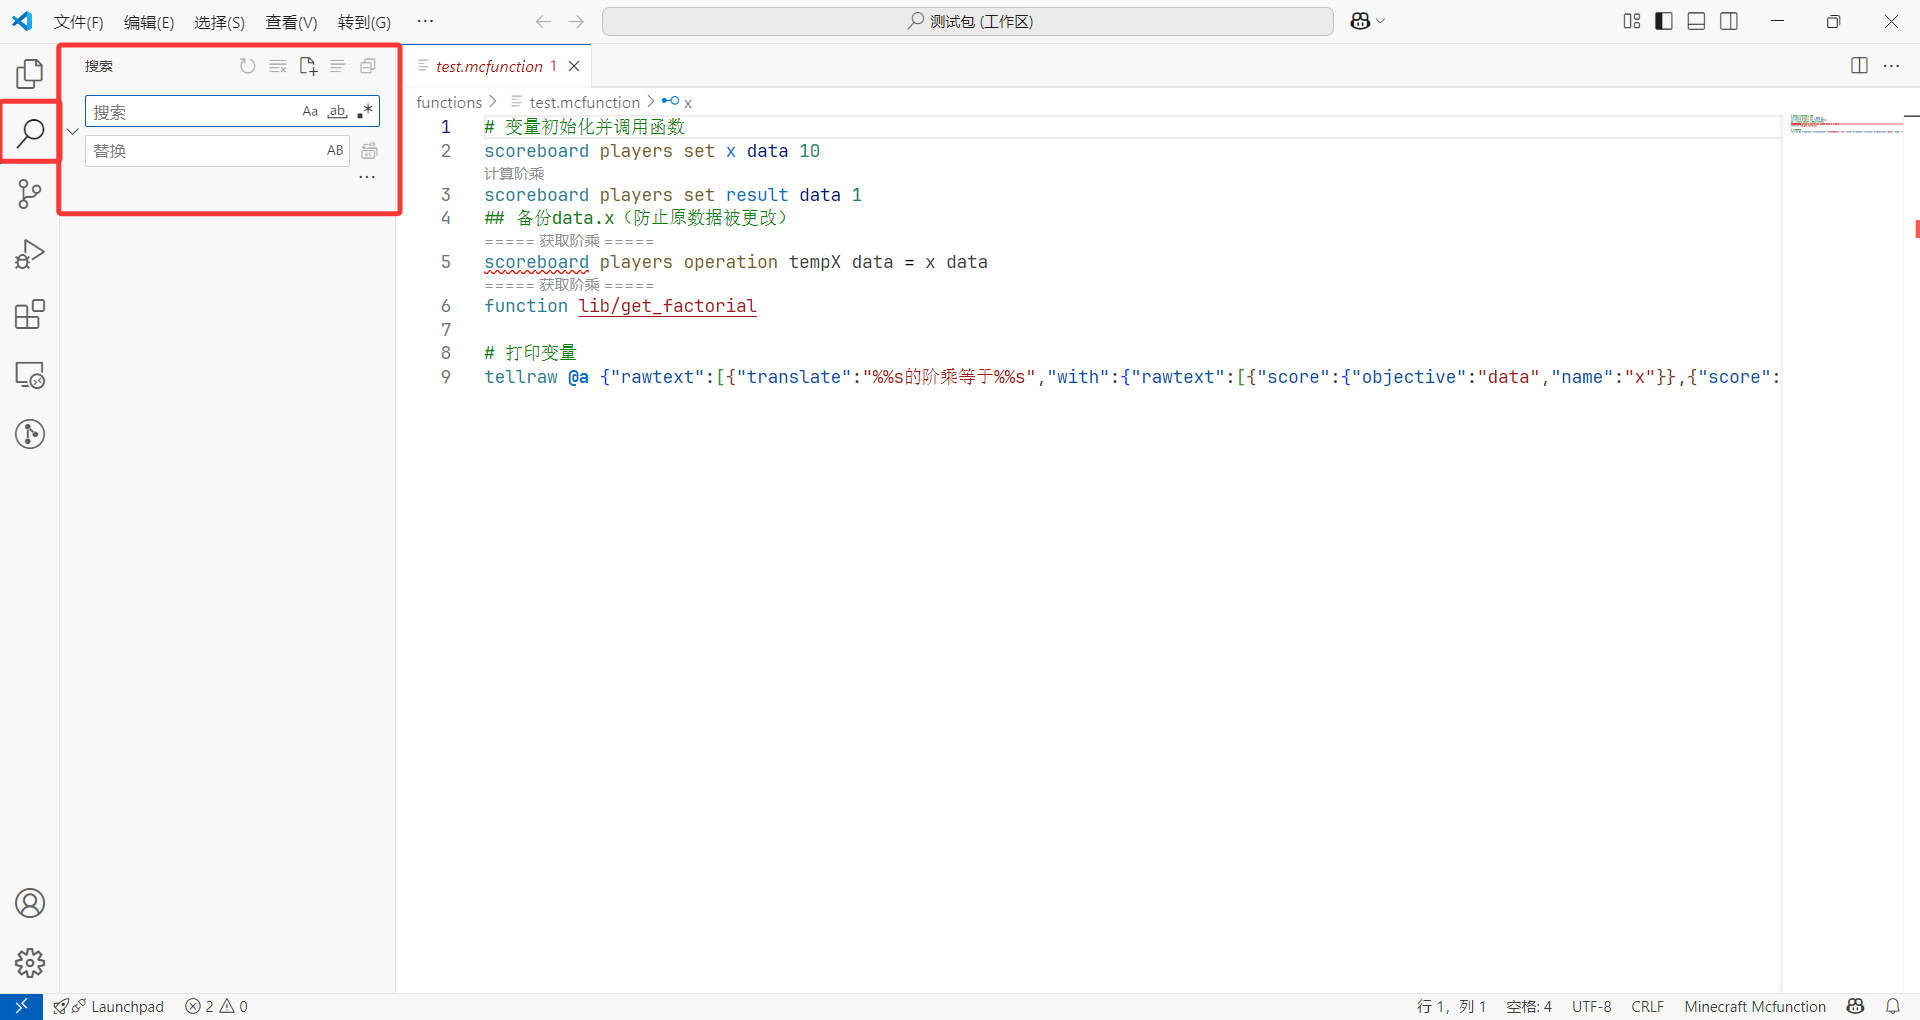 文件(F) 编辑(E) 选择(S) 查看(V) 转到(G) ··· 测试包 (工作区)
搜索
搜索 Aa ab .*
替换 AB
···
test.mcfunction 1
functions > test.mcfunction > x
1 # 变量初始化并调用函数
2 scoreboard players set x data 10
计算阶乘
3 scoreboard players set result data 1
4 ## 备份data.x（防止原数据被更改）
===== 获取阶乘 =====
5 scoreboard players operation tempX data = x data
===== 获取阶乘 =====
6 function lib/get_factorial
7
8 # 打印变量
9 tellraw @a {"rawtext":[{"translate":"%%s的阶乘等于%%s","with":{"rawtext":[{"score":{"objective":"data","name":"x"}},{"score":
Launchpad 2 0 行 1，列 1 空格: 4 UTF-8 CRLF Minecraft Mcfunction